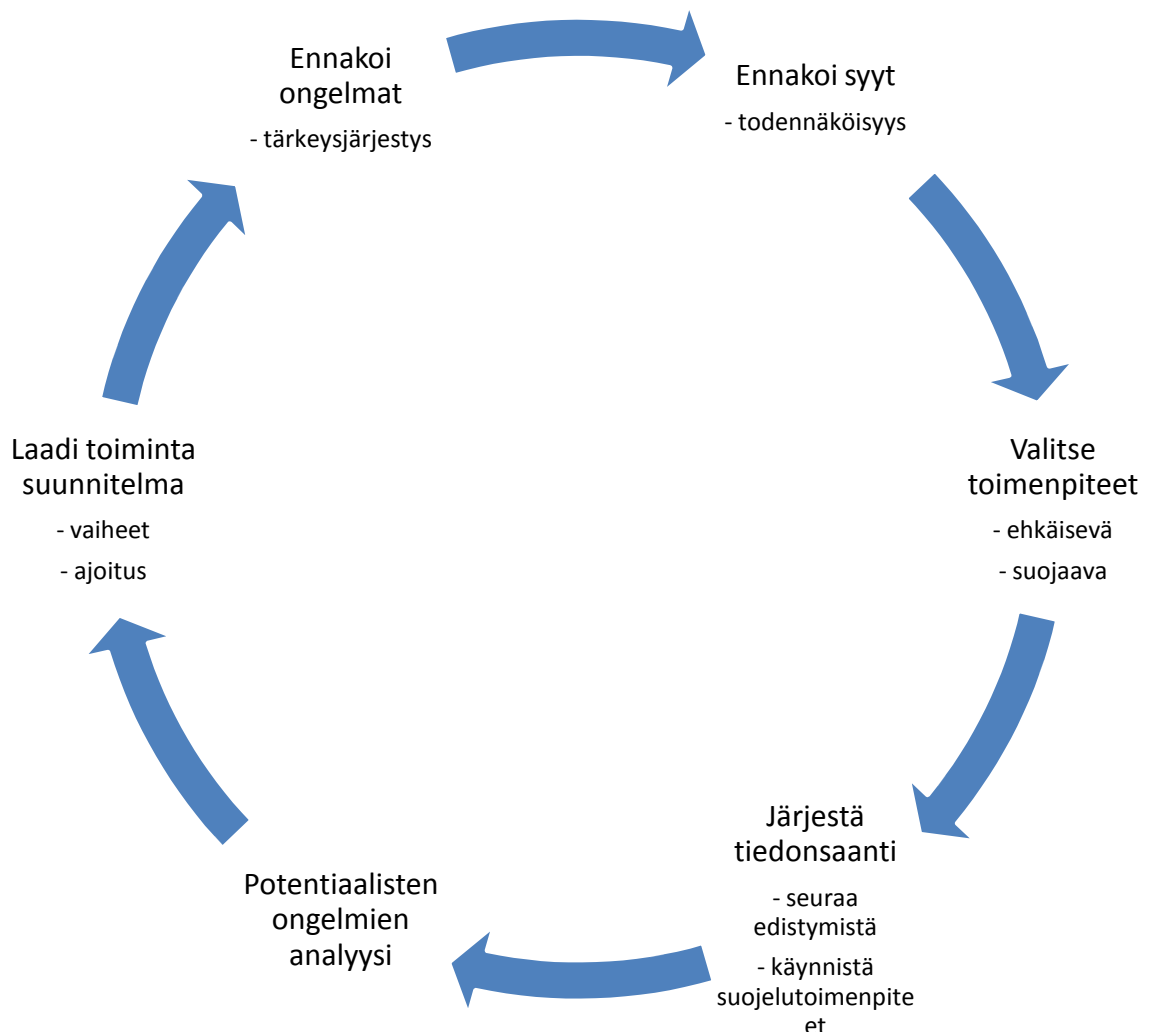 Ennakoi
ongelmat
- tärkeysjärjestys
Ennakoi syyt
- todennäköisyys
Valitse
toimenpiteet
- ehkäisevä
- suojaava
Järjestä
tiedonsaanti
- seuraa
edistymistä
- käynnistä
suojelutoimenpite
et
Potentiaalisten
ongelmien
analyysi
Laadi toiminta
suunnitelma
- vaiheet
- ajoitus